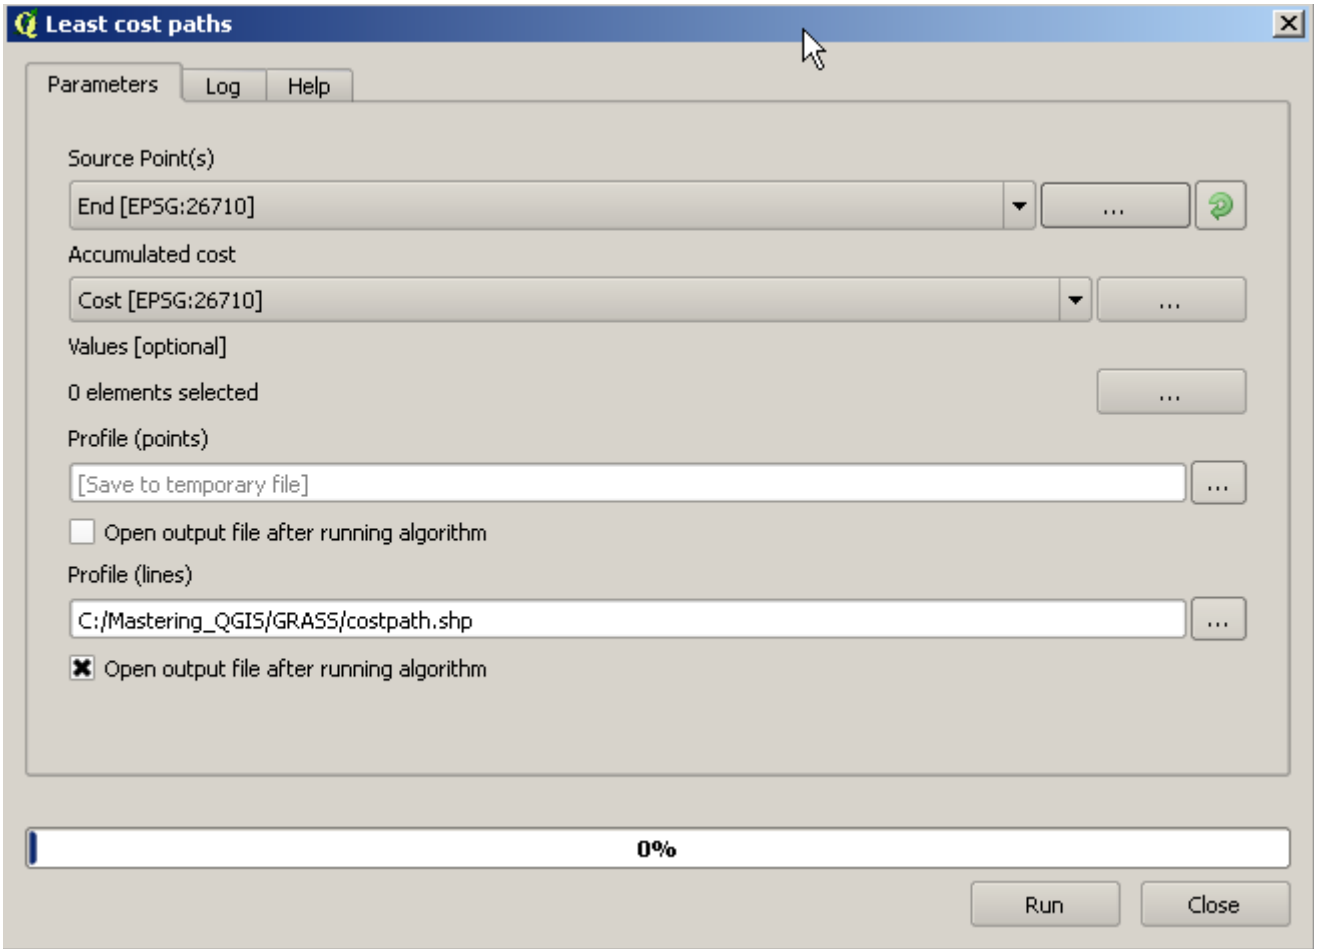 Least cost paths
Parameters Log Help
Source Point(s)
End [EPSG:26710] ...
Accumulated cost
Cost [EPSG:26710] ...
Values [optional]
0 elements selected ...
Profile (points)
[Save to temporary file] ...
Open output file after running algorithm
Profile (lines)
C:/Mastering_QGIS/GRASS/costpath.shp ...
Open output file after running algorithm
0%
Run Close